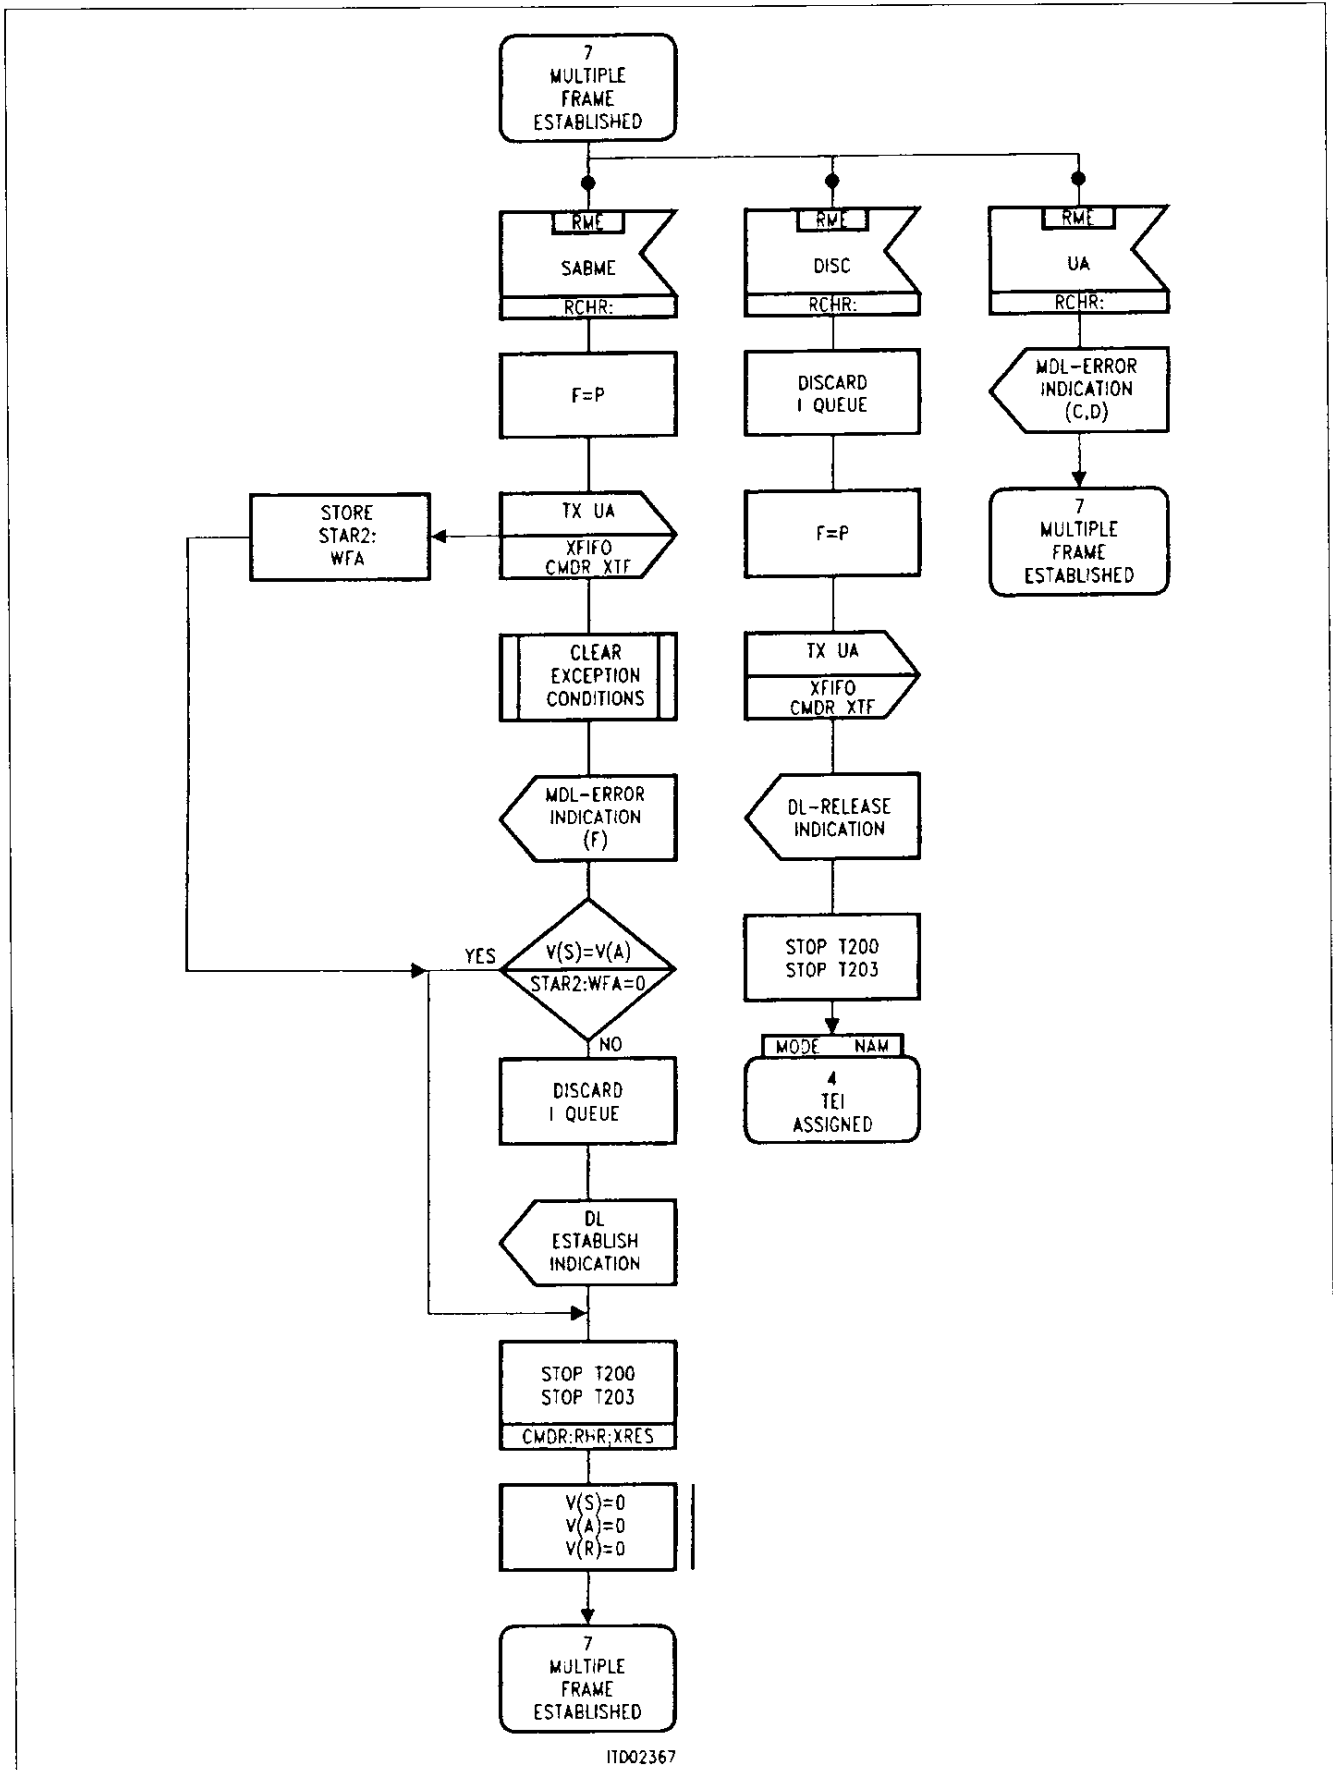 7
MULTIPLE
FRAME
ESTABLISHED
RME
SABME
RCHR:
F=P
TX UA
XFIFO
CMDR XTF
STORE
STAR2:
WFA
CLEAR
EXCEPTION
CONDITIONS
MDL-ERROR
INDICATION
(F)
YES
V(S)=V(A)
STAR2:WFA=0
NO
DISCARD
I QUEUE
DL
ESTABLISH
INDICATION
STOP T200
STOP T203
CMDR:RHR;XRES
V(S)=0
V(A)=0
V(R)=0
7
MULTIPLE
FRAME
ESTABLISHED
RME
DISC
RCHR:
DISCARD
I QUEUE
F=P
TX UA
XFIFO
CMDR XTF
DL-RELEASE
INDICATION
STOP T200
STOP T203
MODE NAM
4
TEI
ASSIGNED
RME
UA
RCHR:
MDL-ERROR
INDICATION
(C,D)
7
MULTIPLE
FRAME
ESTABLISHED
ITD02367